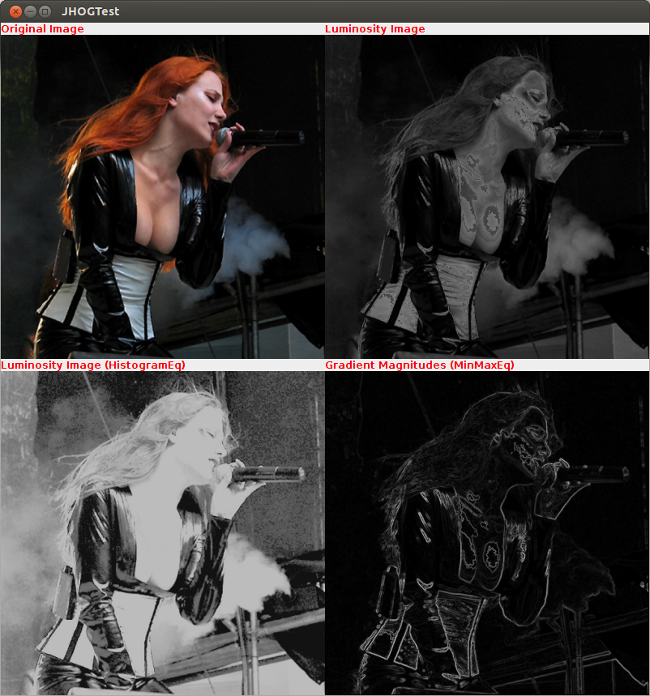 JHOGTest
Original Image
Luminosity Image
Luminosity Image (HistogramEq)
Gradient Magnitudes (MinMaxEq)